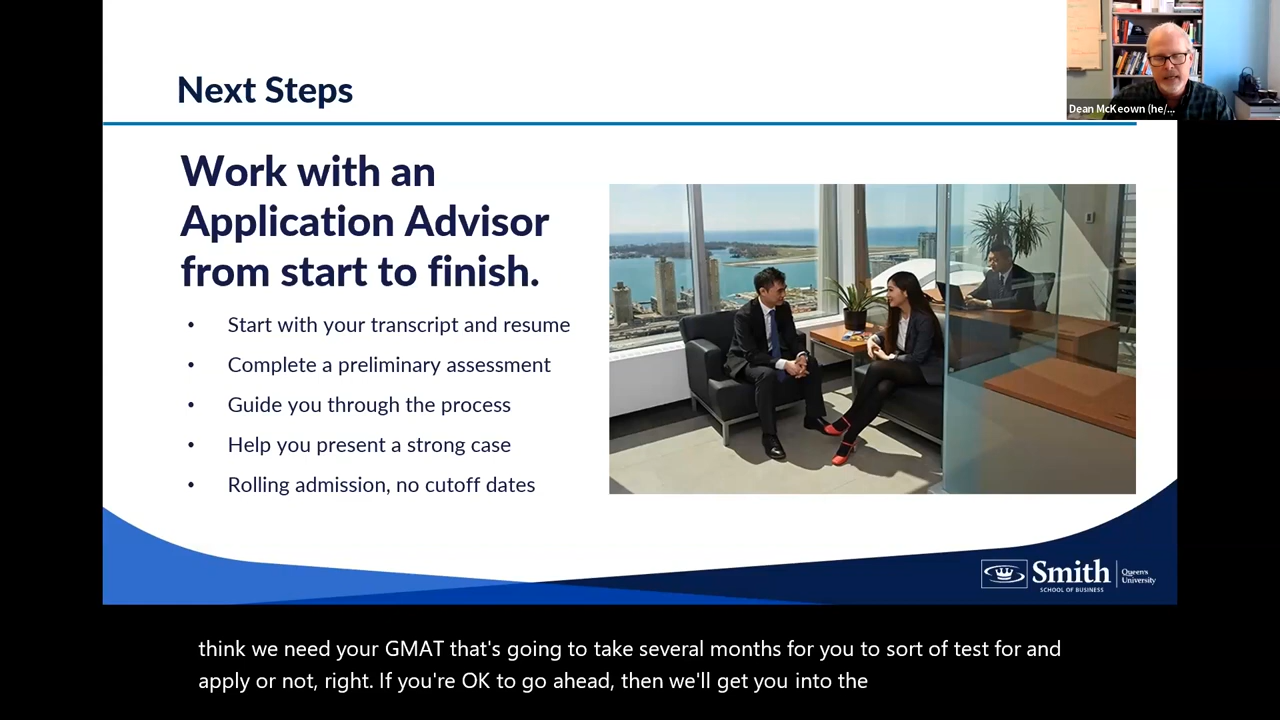 Next Steps
Dean McKeown (he/...
Work with an
Application Advisor
from start to finish.
• Start with your transcript and resume
• Complete a preliminary assessment
• Guide you through the process
• Help you present a strong case
• Rolling admission, no cutoff dates
Smith
SCHOOL OF BUSINESS
Queen's
University
think we need your GMAT that's going to take several months for you to sort of test for and
apply or not, right. If you're OK to go ahead, then we'll get you into the